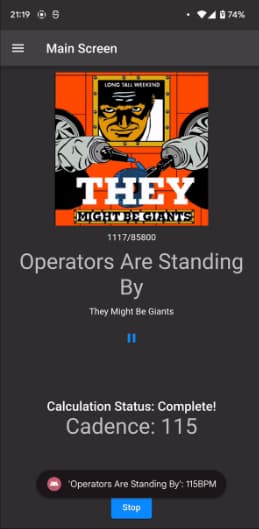 21:19
74%
Main Screen
LONG TALL WEEKEND
THEY
MIGHT BE GIANTS
1117/85800
Operators Are Standing
By
They Might Be Giants
Calculation Status: Complete!
Cadence: 115
'Operators Are Standing By': 115BPM
Stop